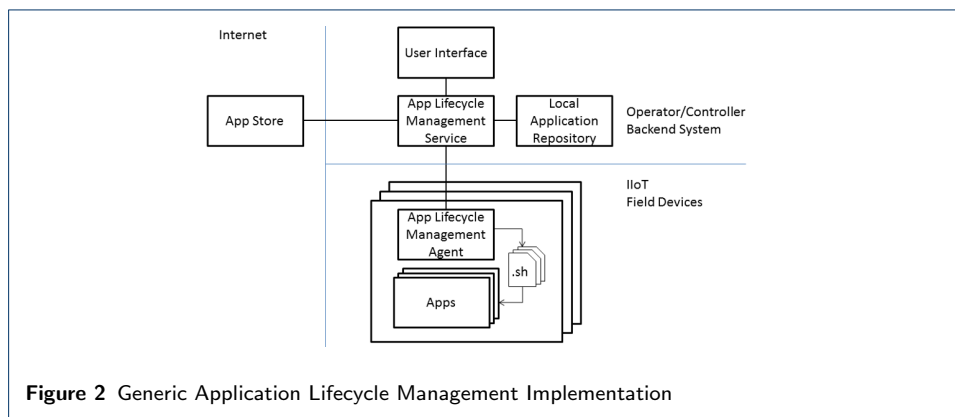 Internet
User Interface
App Store
App Lifecycle
Management
Service
Local
Application
Repository
Operator/Controller
Backend System
IIoT
Field Devices
App Lifecycle
Management
Agent
.sh
Apps
Figure 2 Generic Application Lifecycle Management Implementation